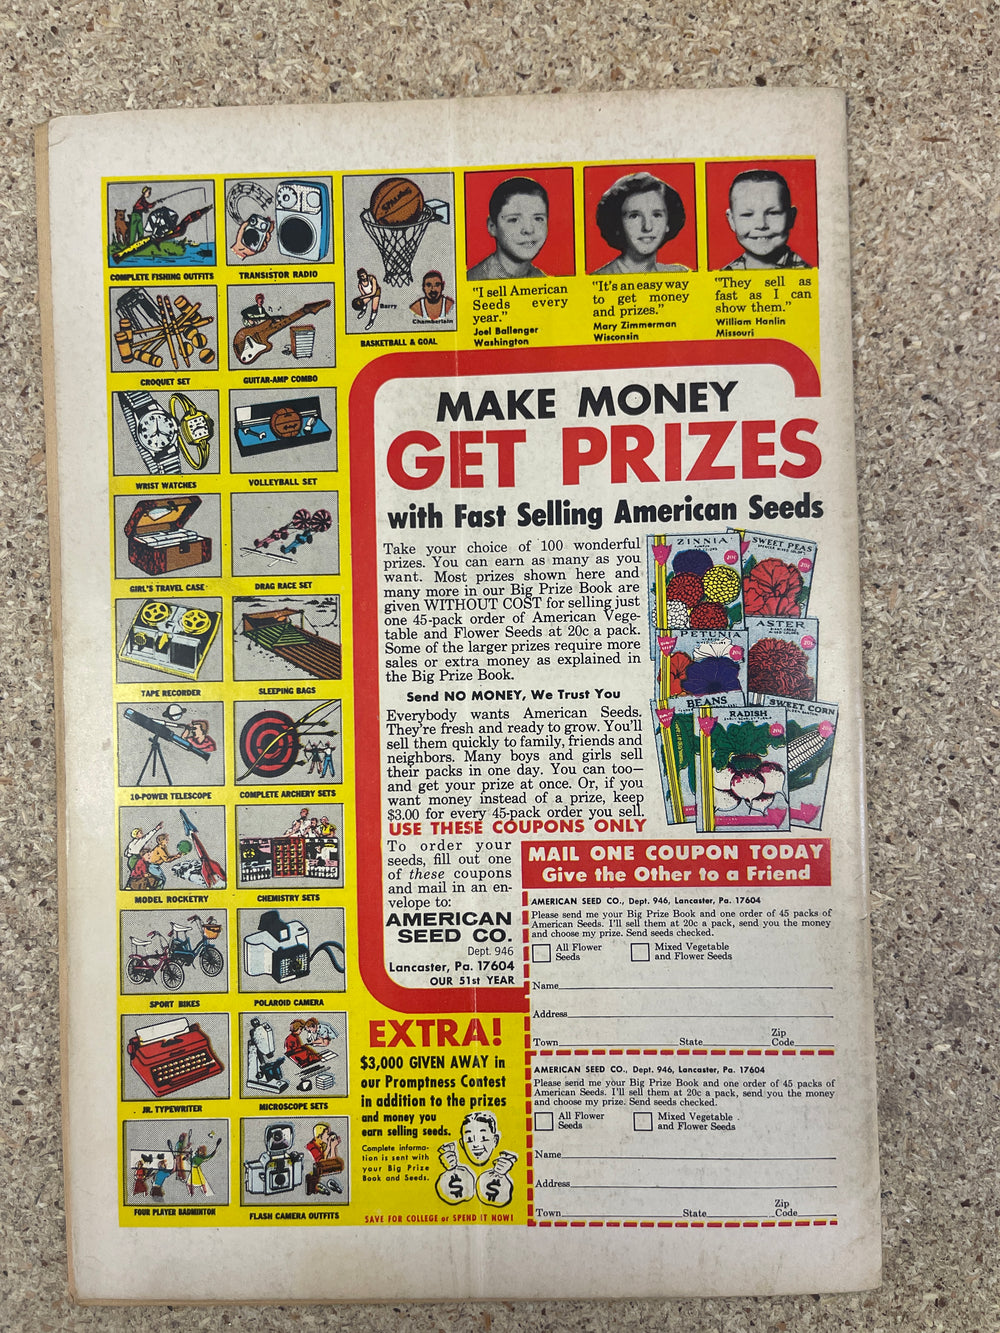 COMPLETE FISHING OUTFITS
TRANSISTOR RADIO
SPALDING
Barry
Chamberlain
BASKETBALL & GOAL
CROQUET SET
GUITAR-AMP COMBO
WRIST WATCHES
VOLLEYBALL SET
GIRL'S TRAVEL CASE
DRAG RACE SET
TAPE RECORDER
SLEEPING BAGS
10-POWER TELESCOPE
COMPLETE ARCHERY SETS
MODEL ROCKETRY
CHEMISTRY SETS
SPORT BIKES
POLAROID CAMERA
JR. TYPEWRITER
MICROSCOPE SETS
FOUR PLAYER BADMINTON
FLASH CAMERA OUTFITS
"I sell American
Seeds every
year."
Joel Ballenger
Washington
"It's an easy way
to get money
and prizes."
Mary Zimmerman
Wisconsin
"They sell as
fast as I can
show them."
William Hanlin
Missouri
MAKE MONEY
GET PRIZES
with Fast Selling American Seeds
Take your choice of 100 wonderful
prizes. You can earn as many as you
want. Most prizes shown here and
many more in our Big Prize Book are
given WITHOUT COST for selling just
one 45-pack order of American Vege-
table and Flower Seeds at 20c a pack.
Some of the larger prizes require more
sales or extra money as explained in
the Big Prize Book.
Send NO MONEY, We Trust You
Everybody wants American Seeds.
They're fresh and ready to grow. You'll
sell them quickly to family, friends and
neighbors. Many boys and girls sell
their packs in one day. You can too—
and get your prize at once. Or, if you
want money instead of a prize, keep
$3.00 for every 45-pack order you sell.
USE THESE COUPONS ONLY
To order your
seeds, fill out one
of these coupons
and mail in an en-
velope to:
AMERICAN
SEED CO.
Dept. 946
Lancaster, Pa. 17604
OUR 51st YEAR
ZINNIA
20c
SWEET PEAS
20c
PETUNIA
20c
ASTER
20c
BEANS
RADISH
20c
SWEET CORN
20c
MAIL ONE COUPON TODAY
Give the Other to a Friend
AMERICAN SEED CO., Dept. 946, Lancaster, Pa. 17604
Please send me your Big Prize Book and one order of 45 packs of
American Seeds. I'll sell them at 20c a pack, send you the money
and choose my prize. Send seeds checked.
All Flower
Seeds
Mixed Vegetable
and Flower Seeds
Name
Address
Town State Zip Code
AMERICAN SEED CO., Dept. 946, Lancaster, Pa. 17604
Please send me your Big Prize Book and one order of 45 packs of
American Seeds. I'll sell them at 20c a pack, send you the money
and choose my prize. Send seeds checked.
All Flower
Seeds
Mixed Vegetable
and Flower Seeds
Name
Address
Town State Zip Code
EXTRA!
$3,000 GIVEN AWAY in
our Promptness Contest
in addition to the prizes
and money you
earn selling seeds.
Complete informa-
tion is sent with
your Big Prize
Book and Seeds.
$ $
SAVE FOR COLLEGE or SPEND IT NOW!